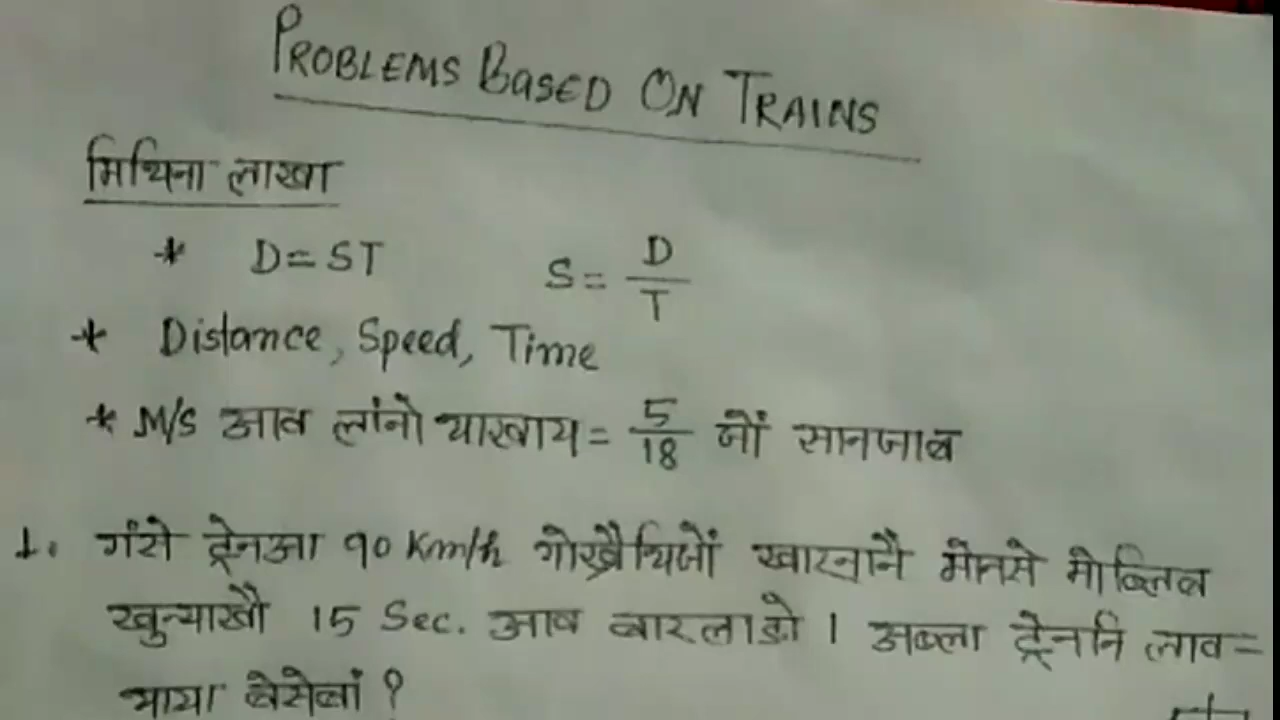 PROBLEMS BASED ON TRAINS
मिथिना लाखा
* D=ST S= D/T
* Distance, Speed, Time
* M/S आव लांनो थाखाय = 5/18 जों सानजाब
1. गंसे ट्रेनआ 90 Km/h गोख्रैथिजों खारनानै मोनसे मोब्लिब
खुन्थाखौ 15 Sec. आव बारलाङो । अब्ला ट्रेननि लाव=
थाया बेसेबां ?